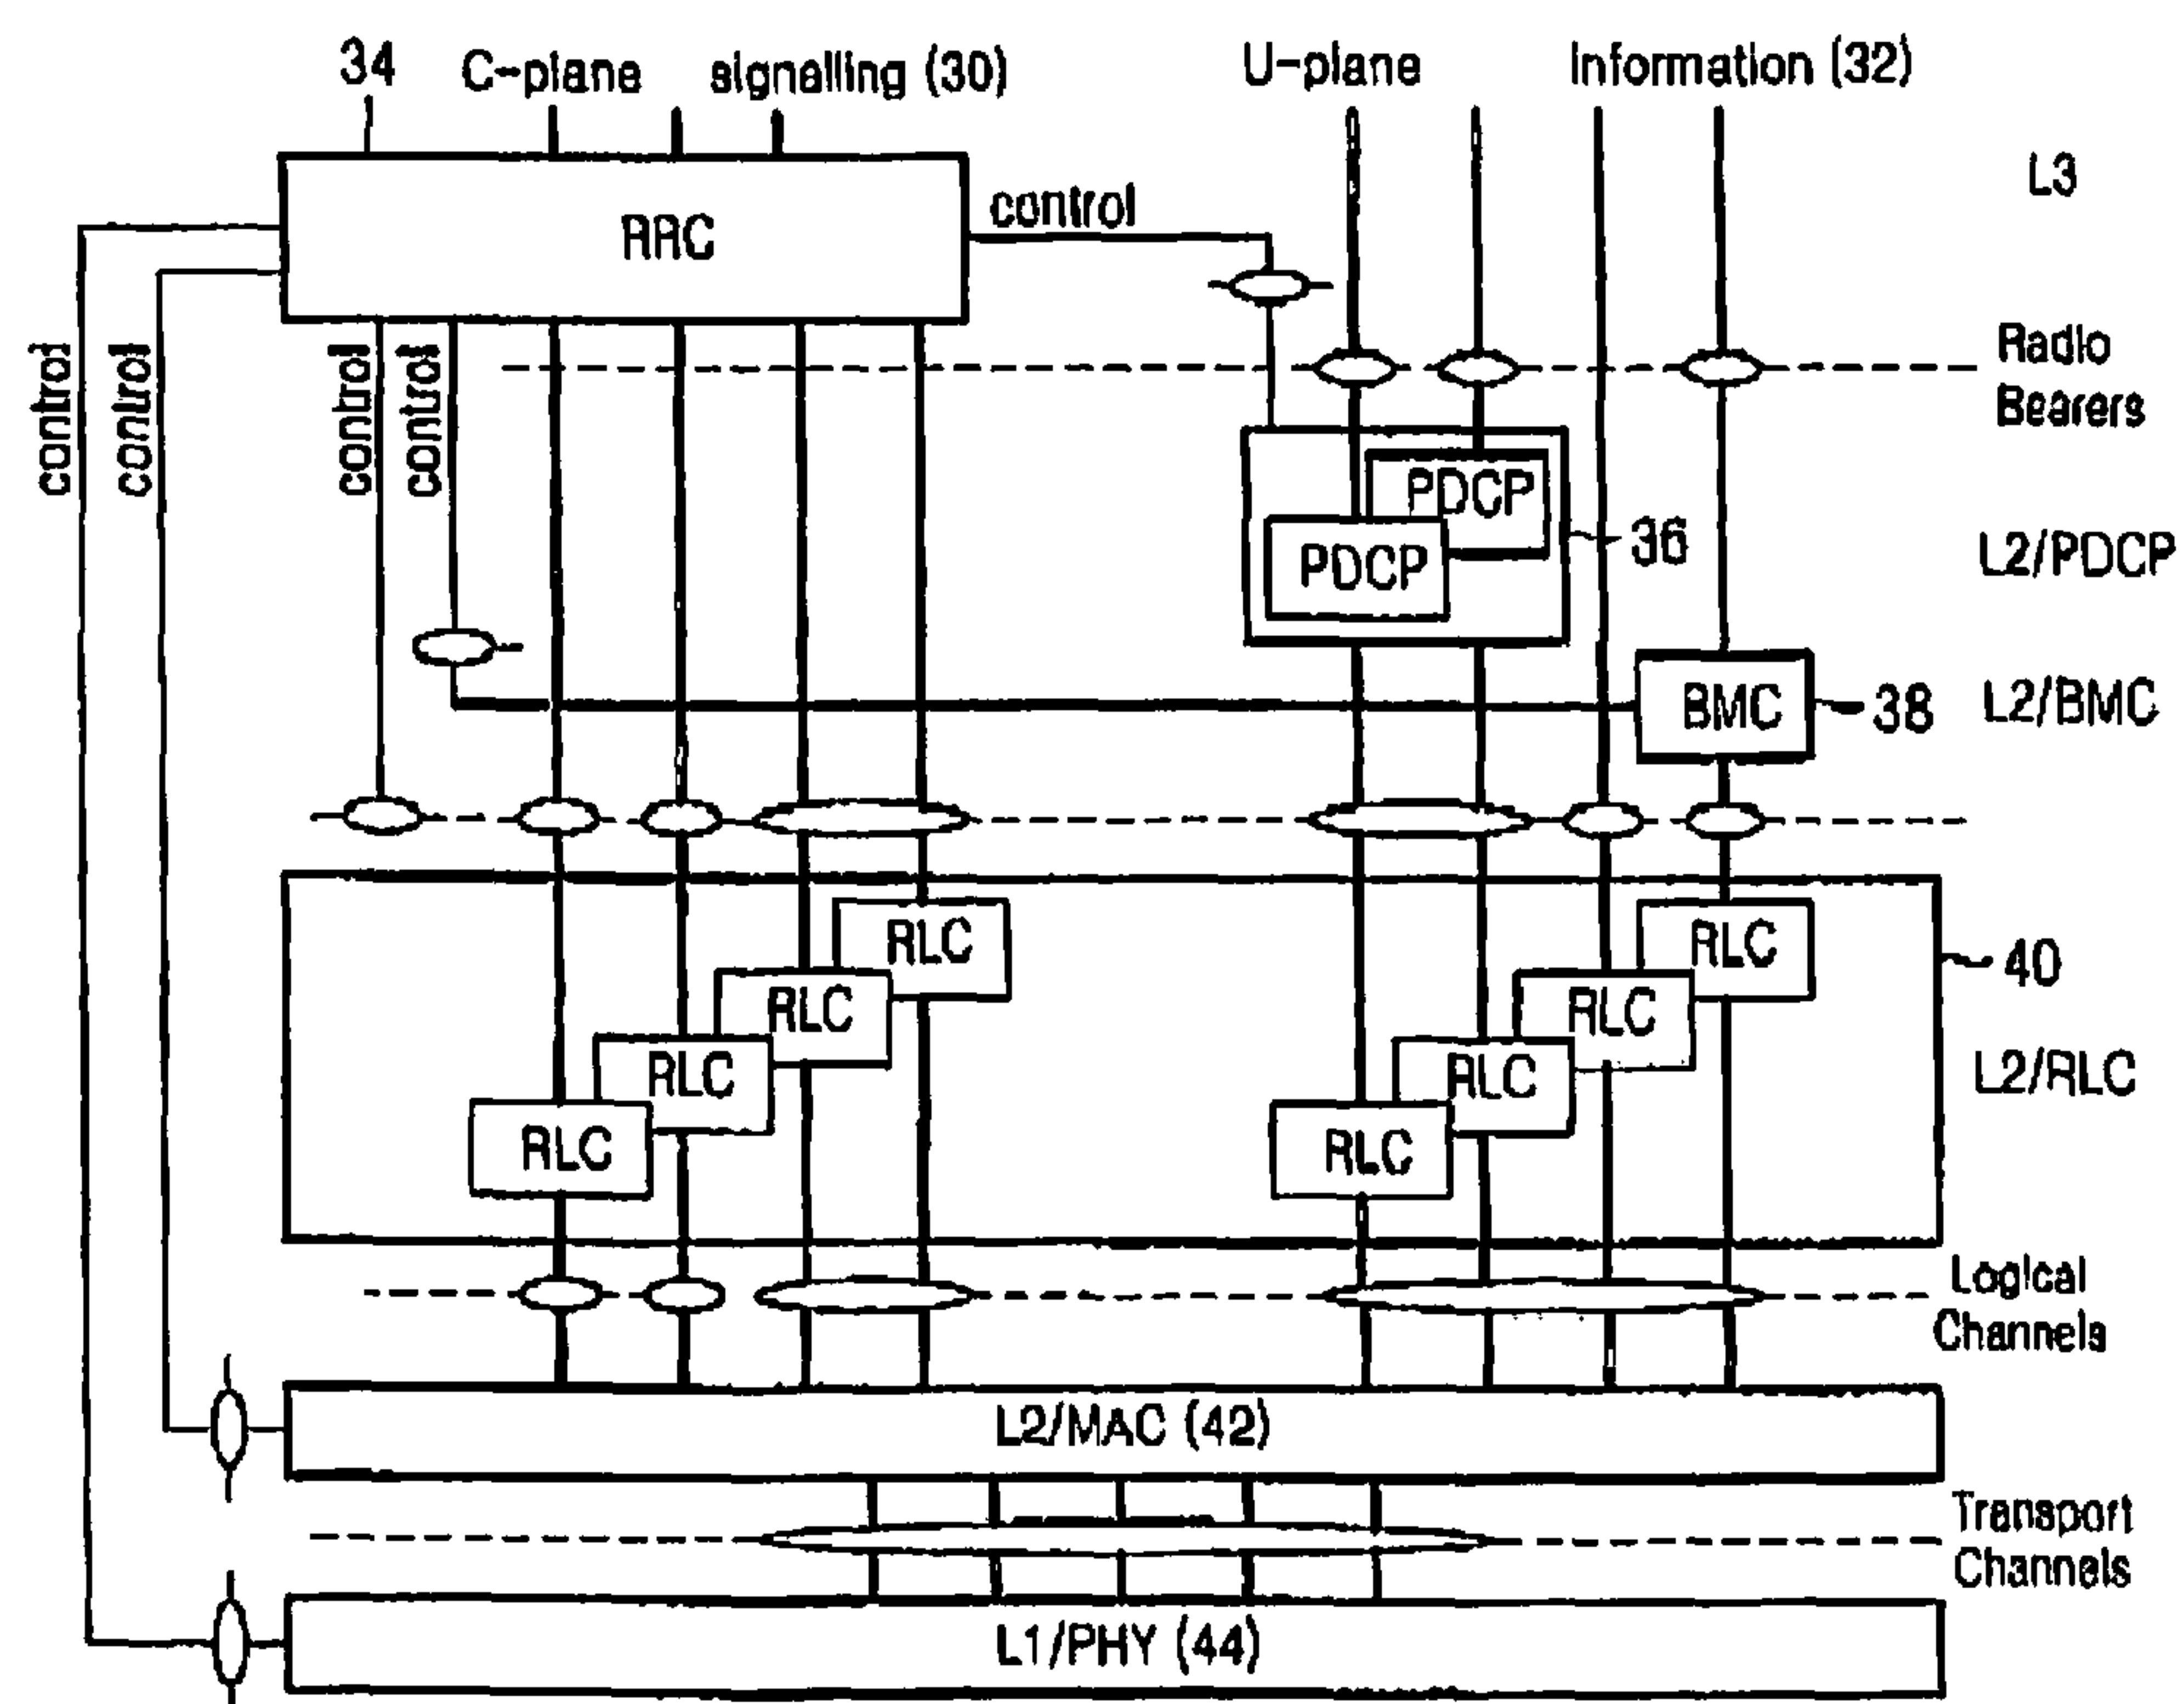 34 C-plane signalling (30) U-plane Information (32)
L3
RRC
control
control
control
control
control
Radio
Bearers
PDCP
PDCP
36
L2/PDCP
BMC
38
L2/BMC
RLC
RLC
RLC
RLC
RLC
RLC
RLC
RLC
40
L2/RLC
Logical
Channels
L2/MAC (42)
Transport
Channels
L1/PHY (44)